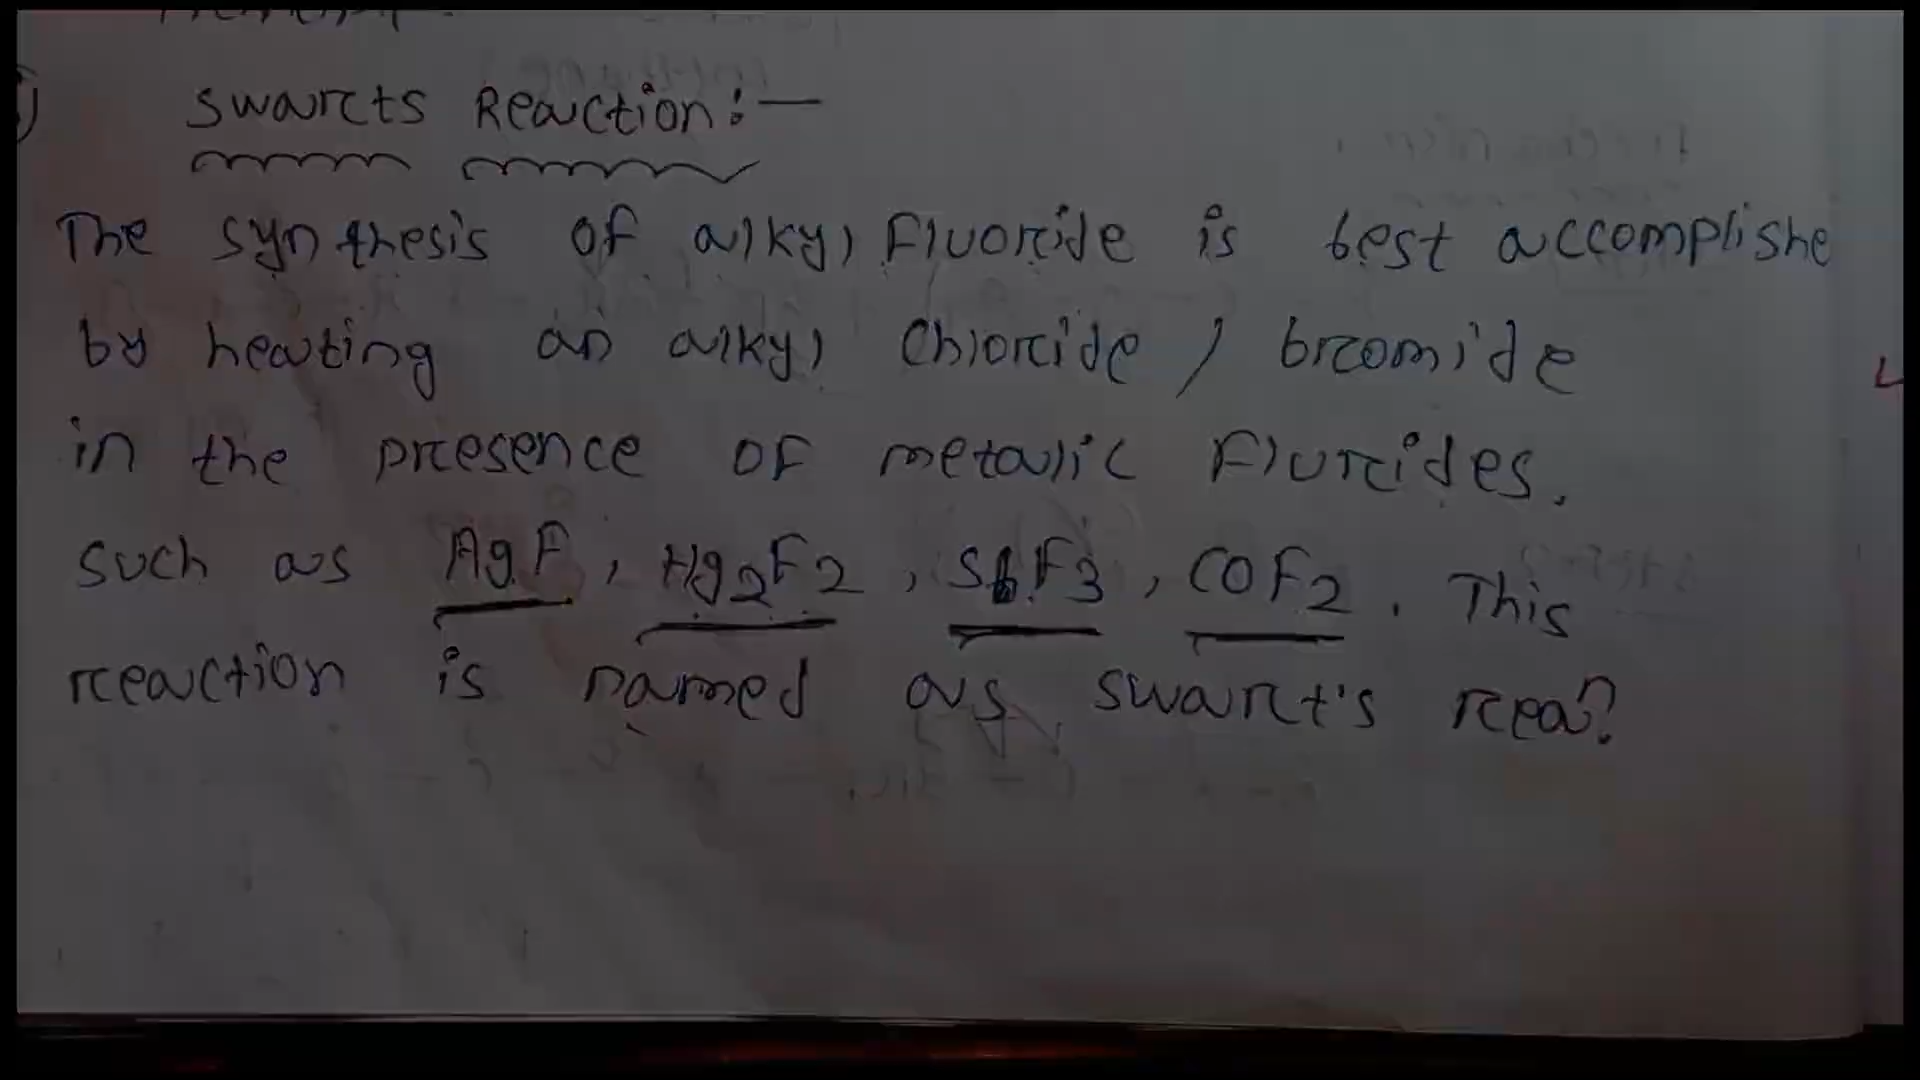 Swarts Reaction:—
The synthesis of alkyl Fluoride is best accomplishe
by heating an alkyl chloride / bromide
in the presence of metalic Flurides.
such as AgF, Hg2F2, SbF3, COF2. This
reaction is named as swart's rea?